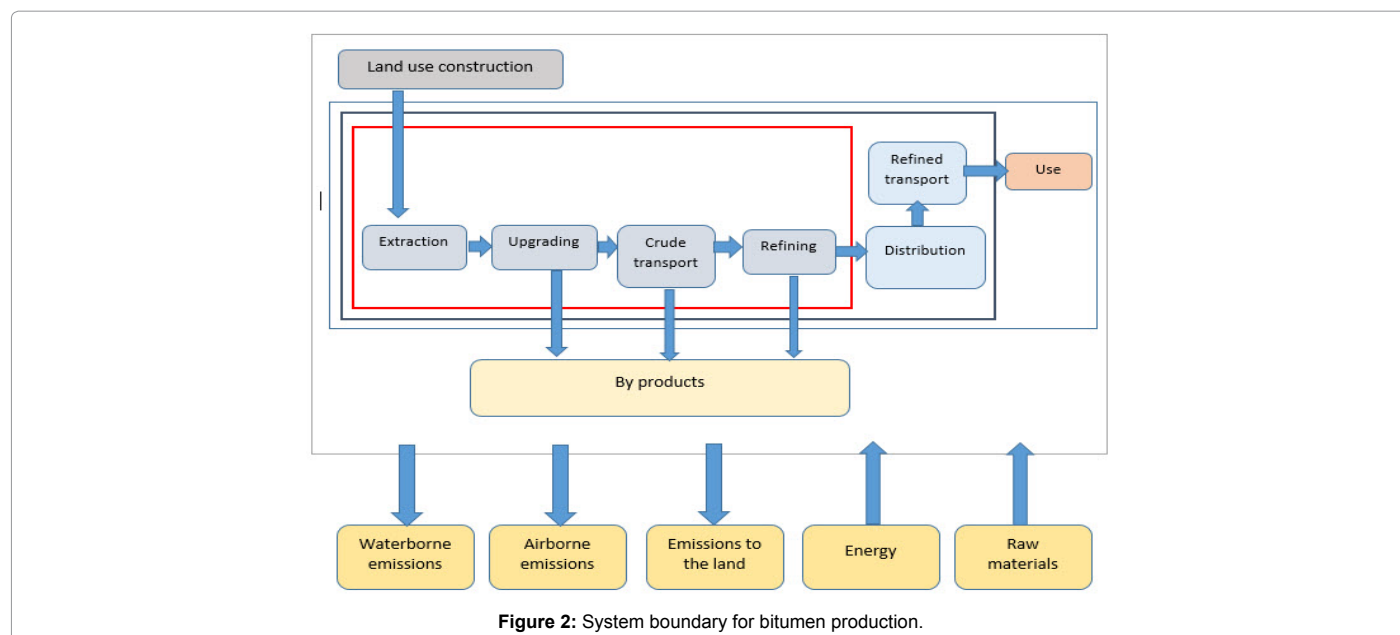 Land use construction
Refined
transport
Use
Extraction
Upgrading
Crude
transport
Refining
Distribution
By products
Waterborne
emissions
Airborne
emissions
Emissions to
the land
Energy
Raw
materials
Figure 2: System boundary for bitumen production.